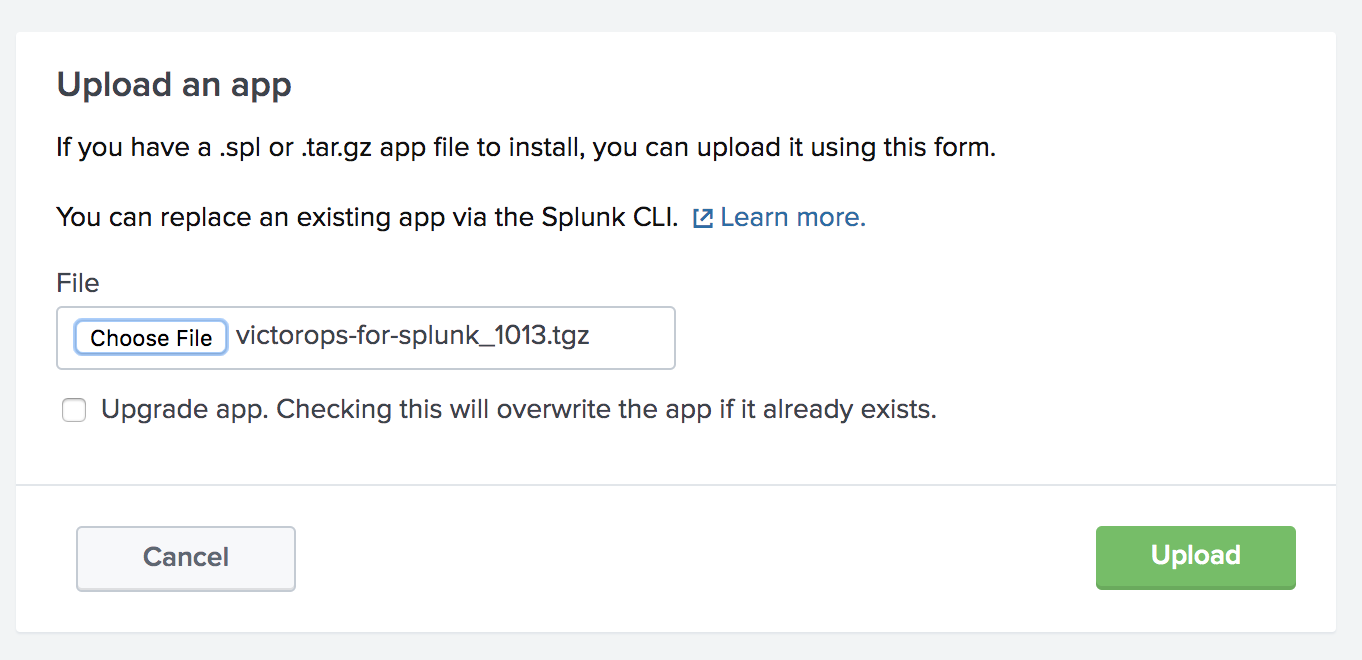 Upload an app
If you have a .spl or .tar.gz app file to install, you can upload it using this form.
You can replace an existing app via the Splunk CLI. Learn more.
File
Choose File victorops-for-splunk_1013.tgz
Upgrade app. Checking this will overwrite the app if it already exists.
Cancel Upload